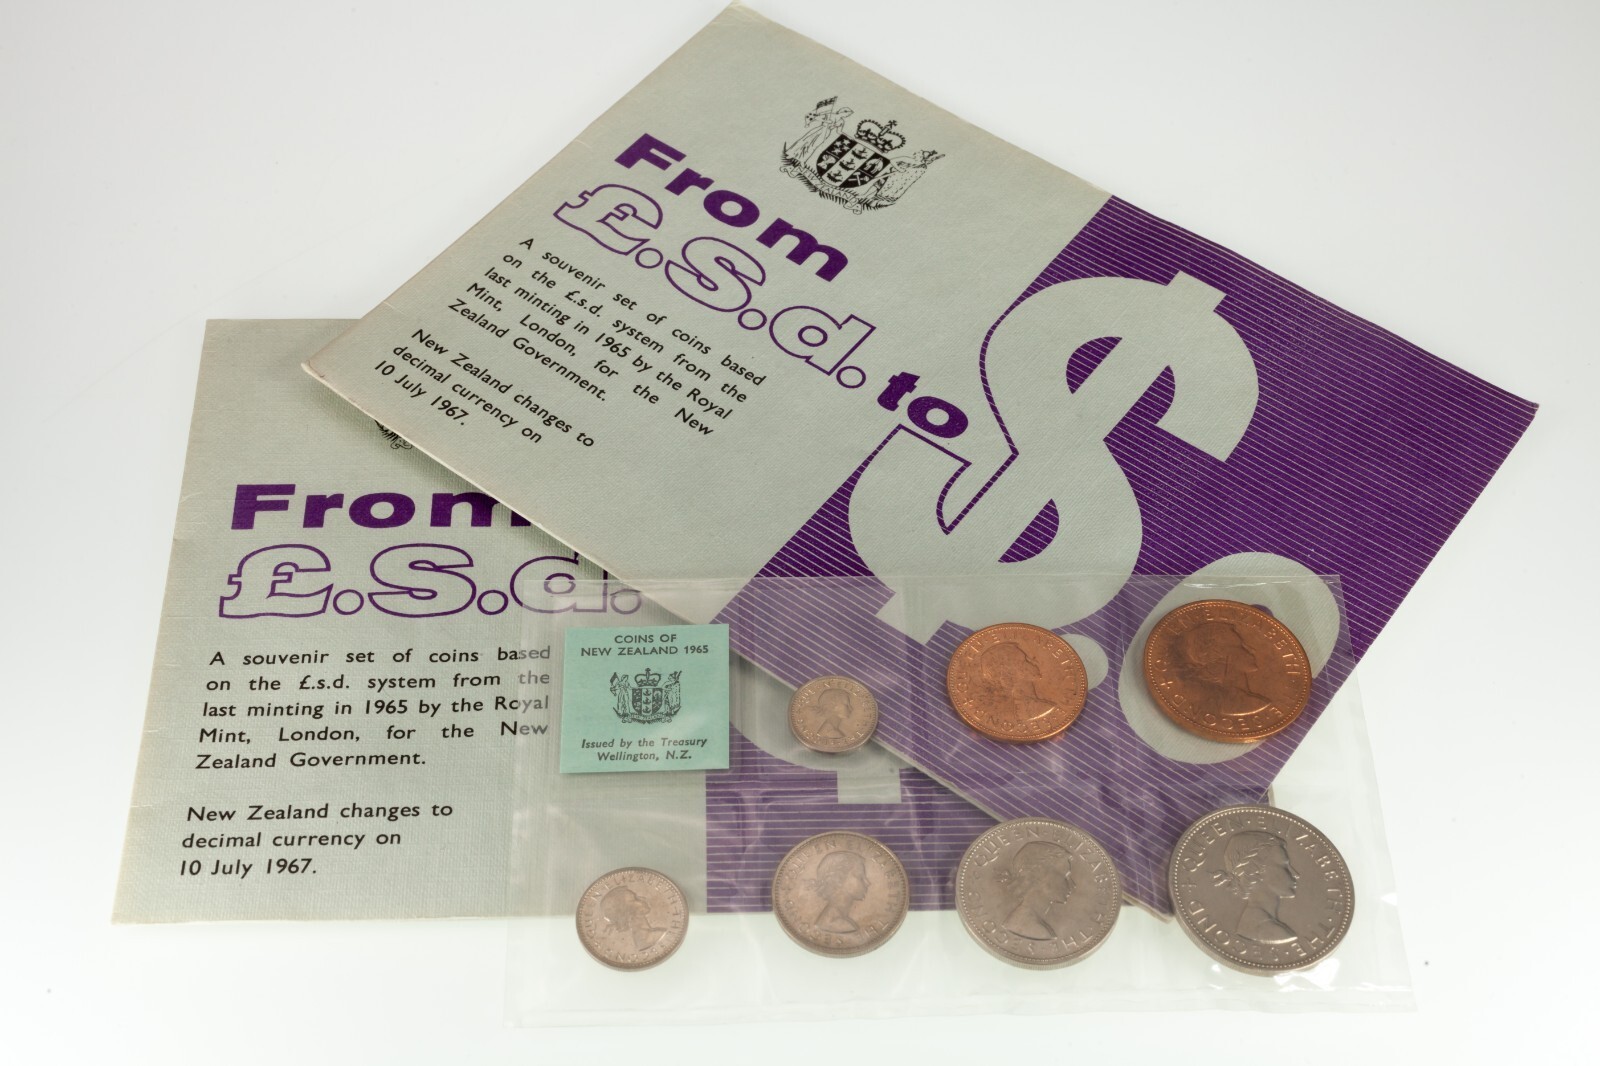 From
£.s.d. to $.
A souvenir set of coins based
on the £.s.d. system from the
last minting in 1965 by the Royal
Mint, London, for the New
Zealand Government.
New Zealand changes to
decimal currency on
10 July 1967.
From
£.s.d.
A souvenir set of coins based
on the £.s.d. system from the
last minting in 1965 by the Royal
Mint, London, for the New
Zealand Government.
New Zealand changes to
decimal currency on
10 July 1967.
COINS OF
NEW ZEALAND 1965
Issued by the Treasury
Wellington, N.Z.
QUEEN ELIZABETH THE SECOND